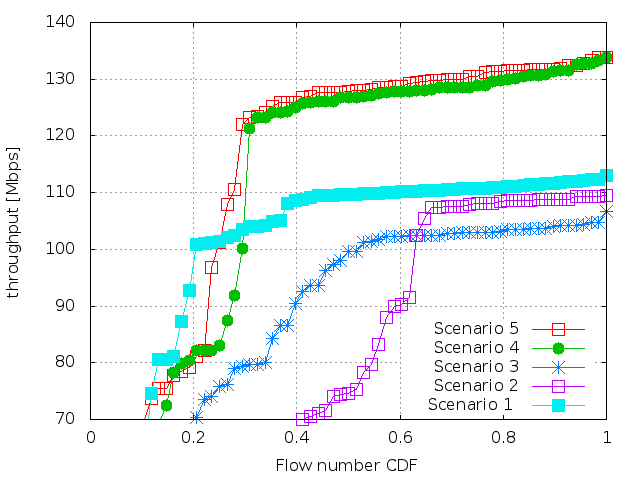 throughput [Mbps]
140
130
120
110
100
90
80
70
Scenario 5
Scenario 4
Scenario 3
Scenario 2
Scenario 1
0
0.2
0.4
0.6
0.8
1
Flow number CDF